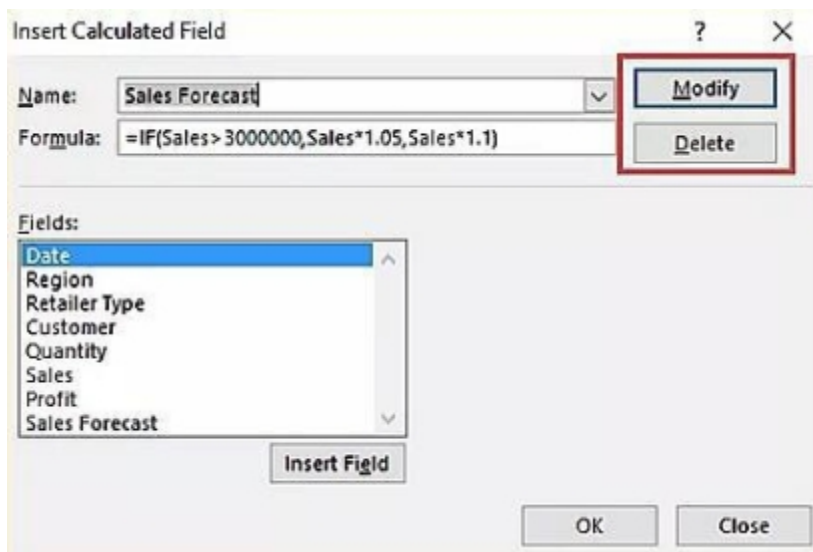 Insert Calculated Field ?
Name: Sales Forecast Modify
Formula: =IF(Sales>3000000,Sales*1.05,Sales*1.1) Delete
Fields:
Date
Region
Retailer Type
Customer
Quantity
Sales
Profit
Sales Forecast
Insert Field
OK Close